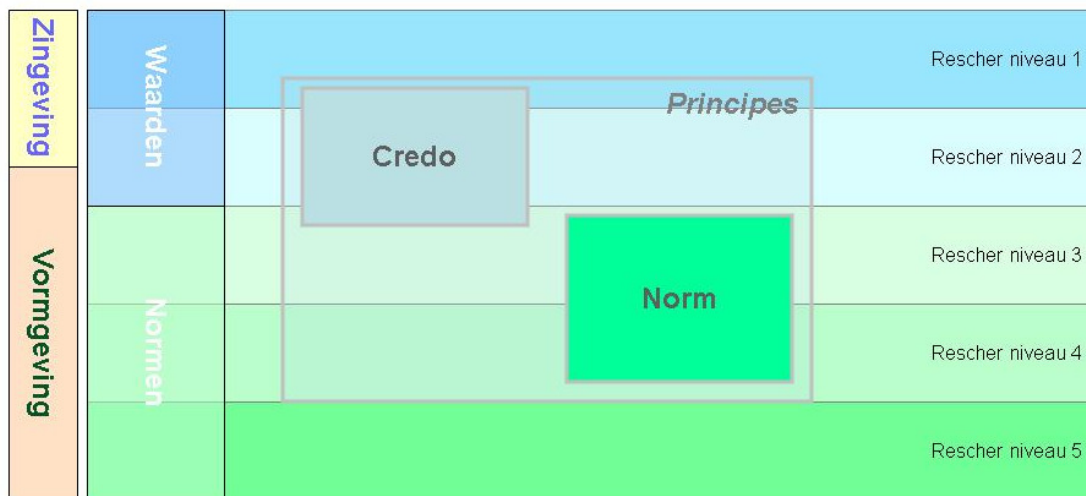 Zingeving
Waarden
Rescher niveau 1
Principes
Credo
Rescher niveau 2
Vormgeving
Normen
Rescher niveau 3
Norm
Rescher niveau 4
Rescher niveau 5